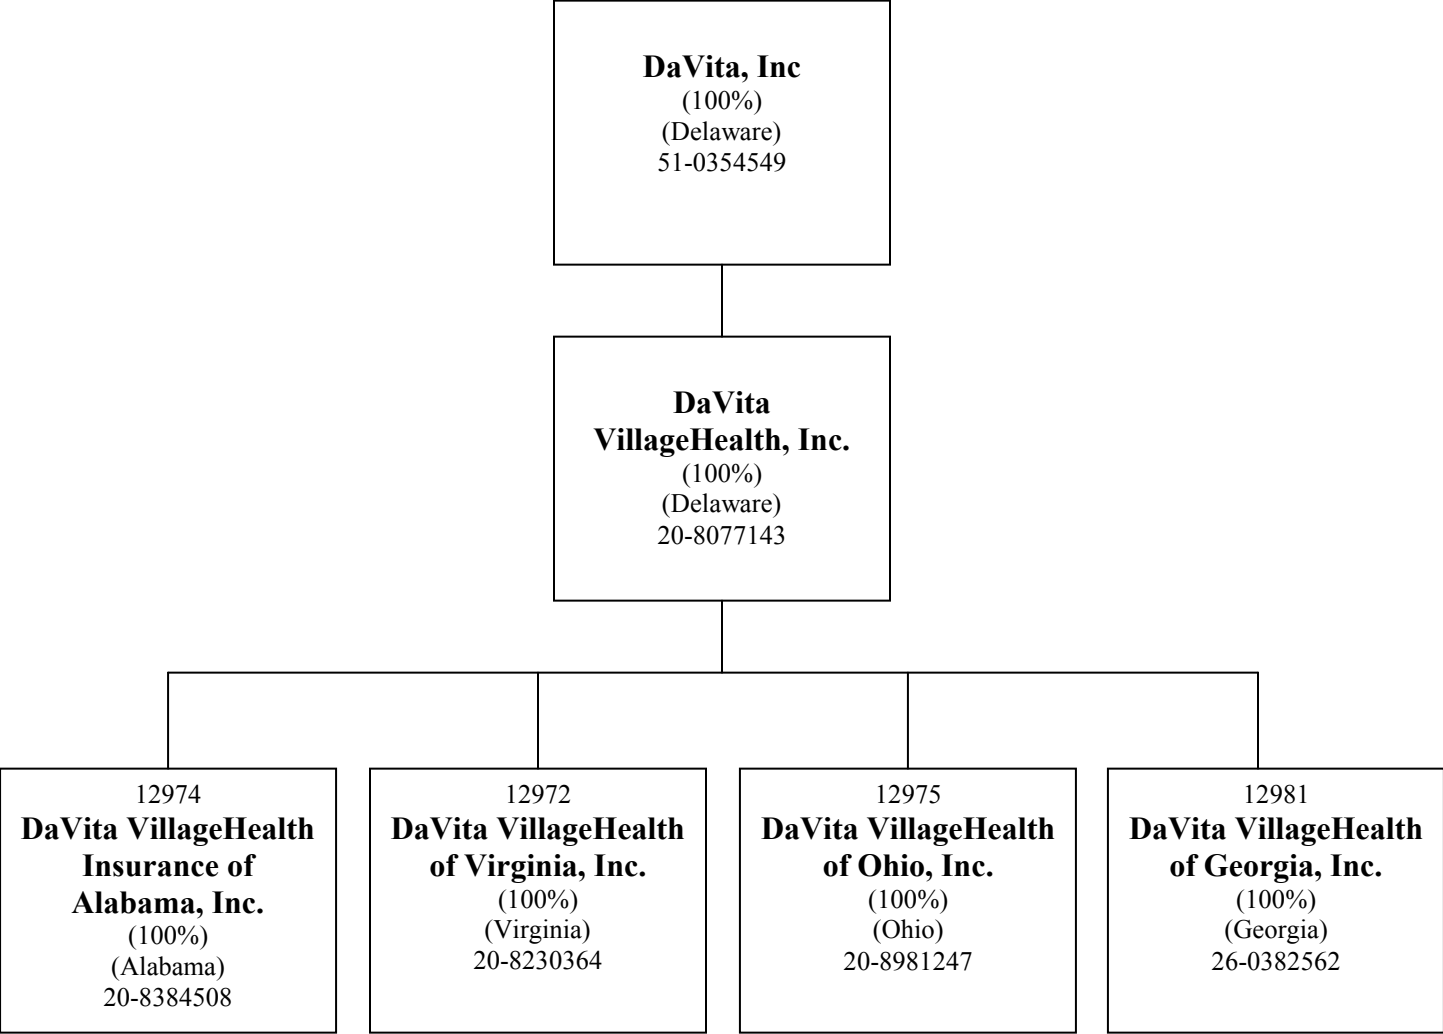 DaVita, Inc
(100%)
(Delaware)
51-0354549
DaVita
VillageHealth, Inc.
(100%)
(Delaware)
20-8077143
12974
DaVita VillageHealth
Insurance of
Alabama, Inc.
(100%)
(Alabama)
20-8384508
12972
DaVita VillageHealth
of Virginia, Inc.
(100%)
(Virginia)
20-8230364
12975
DaVita VillageHealth
of Ohio, Inc.
(100%)
(Ohio)
20-8981247
12981
DaVita VillageHealth
of Georgia, Inc.
(100%)
(Georgia)
26-0382562